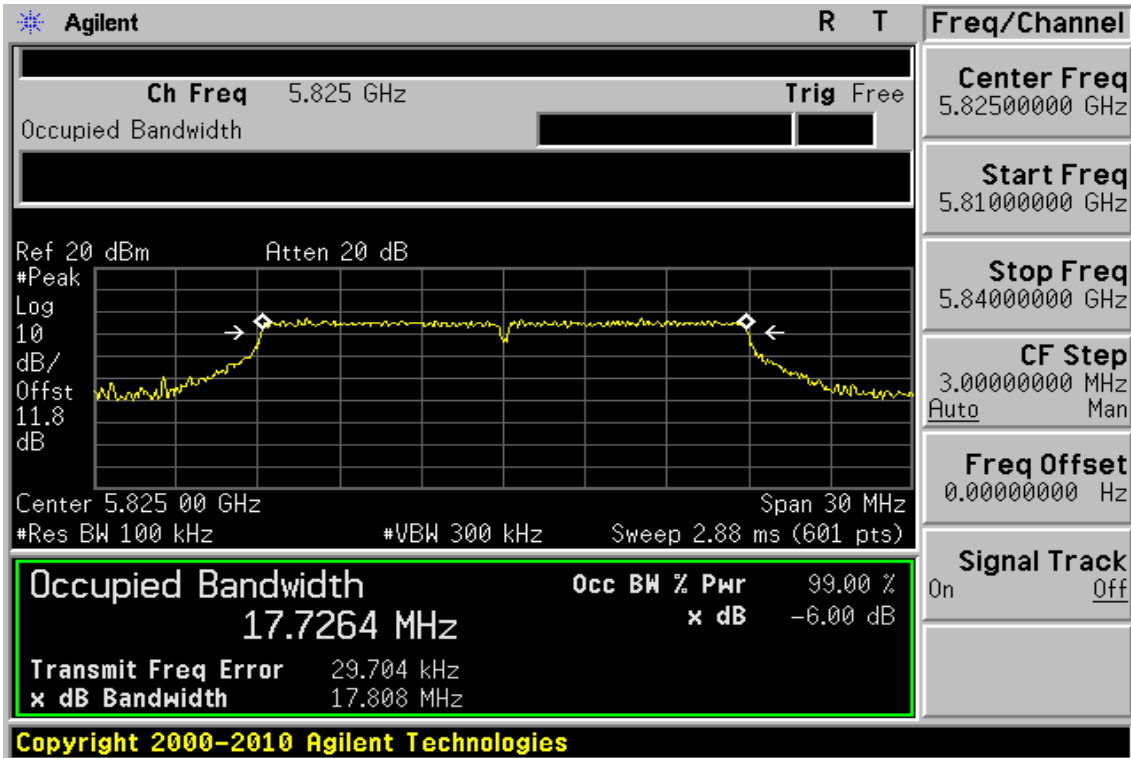 Agilent R T Freq/Channel
Ch Freq 5.825 GHz Trig Free
Occupied Bandwidth
Center Freq
5.82500000 GHz
Start Freq
5.81000000 GHz
Stop Freq
5.84000000 GHz
CF Step
3.00000000 MHz
Auto Man
Freq Offset
0.00000000 Hz
Signal Track
On Off
Ref 20 dBm Atten 20 dB
#Peak
Log
10
dB/
Offst
11.8
dB
Center 5.825 00 GHz Span 30 MHz
#Res BW 100 kHz #VBW 300 kHz Sweep 2.88 ms (601 pts)
Occupied Bandwidth
17.7264 MHz
Occ BW % Pwr 99.00 %
x dB -6.00 dB
Transmit Freq Error 29.704 kHz
x dB Bandwidth 17.808 MHz
Copyright 2000-2010 Agilent Technologies